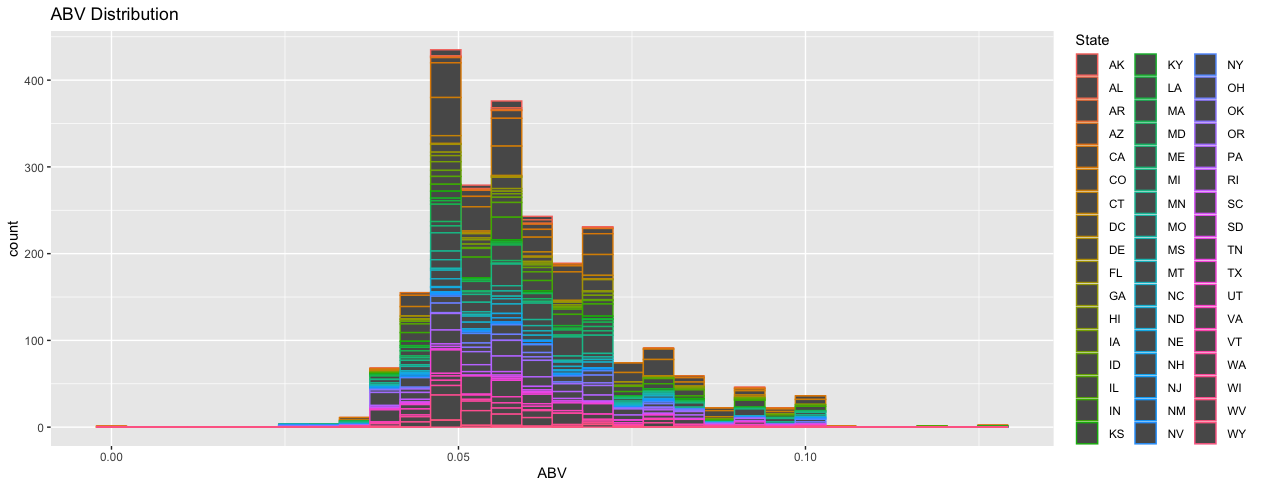 ABV Distribution
400
300
200
100
0
count
0.00
0.05
0.10
ABV
State
AK KY NY
AL LA OH
AR MA OK
AZ MD OR
CA ME PA
CO MI RI
CT MN SC
DC MO SD
DE MS TN
FL MT TX
GA NC UT
HI ND VA
IA NE VT
ID NH WA
IL NJ WI
IN NM WV
KS NV WY